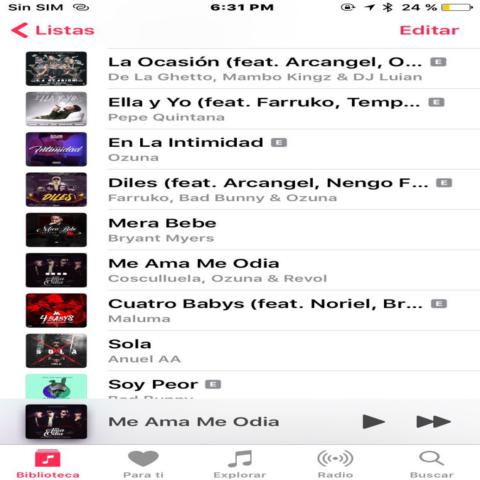 Sin SIM 6:31 PM 24 %
Listas Editar
La Ocasión (feat. Arcangel, O... E
De La Ghetto, Mambo Kingz & DJ Luian
Ella y Yo (feat. Farruko, Temp... E
Pepe Quintana
En La Intimidad E
Ozuna
Diles (feat. Arcangel, Nengo F... E
Farruko, Bad Bunny & Ozuna
Mera Bebe
Bryant Myers
Me Ama Me Odia
Cosculluela, Ozuna & Revol
Cuatro Babys (feat. Noriel, Br... E
Maluma
Sola
Anuel AA
Soy Peor E
Bad Bunny
Me Ama Me Odia
Biblioteca Para ti Explorar Radio Buscar